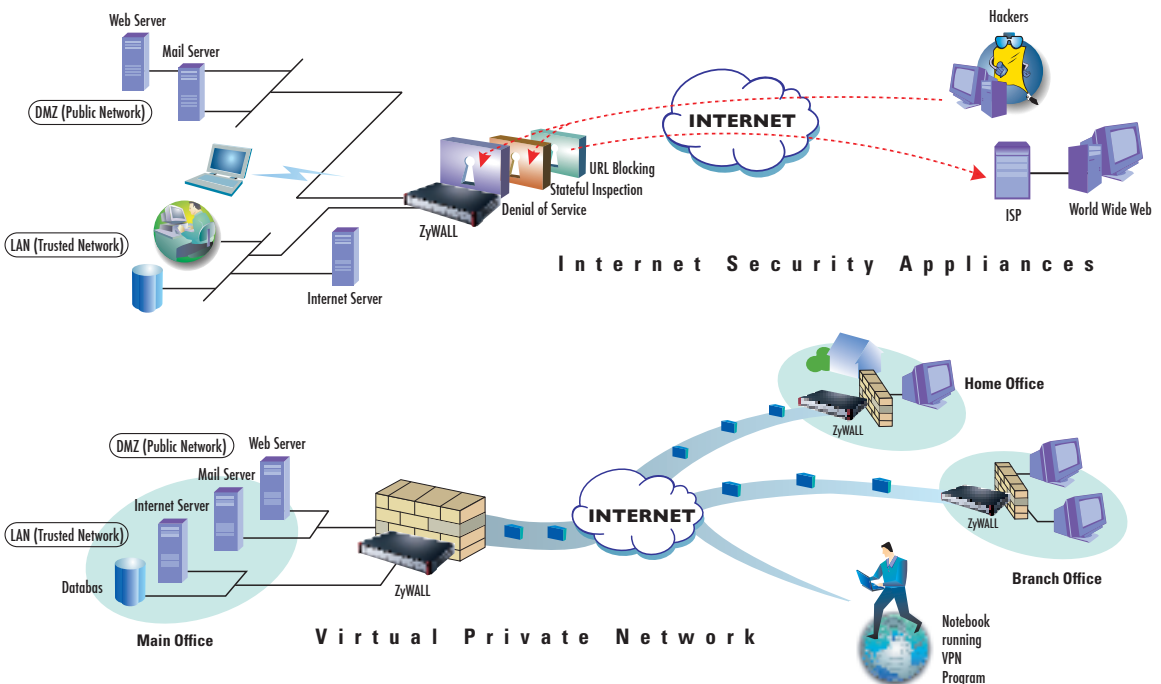 Web Server
Mail Server
DMZ (Public Network)
Hackers
INTERNET
URL Blocking
Stateful Inspection
Denial of Service
ZyWALL
ISP
World Wide Web
LAN (Trusted Network)
Internet Server
Internet Security Appliances
Home Office
ZyWALL
DMZ (Public Network)
Web Server
Mail Server
Internet Server
LAN (Trusted Network)
Databas
ZyWALL
INTERNET
ZyWALL
Branch Office
Main Office
Virtual Private Network
Notebook
running
VPN
Program